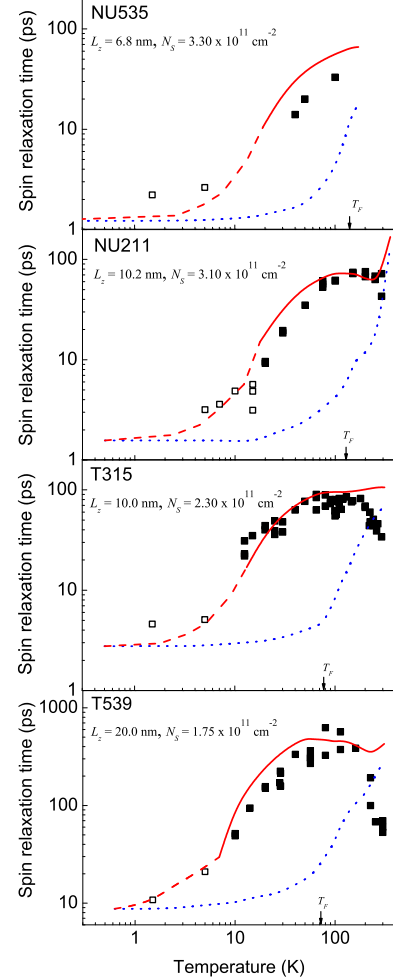 NU535
L_z = 6.8 nm, N_S = 3.30 x 10^11 cm^-2
Spin relaxation time (ps)
100
10
1
T_F
NU211
L_z = 10.2 nm, N_S = 3.10 x 10^11 cm^-2
Spin relaxation time (ps)
100
10
1
T_F
T315
L_z = 10.0 nm, N_S = 2.30 x 10^11 cm^-2
Spin relaxation time (ps)
100
10
1
T_F
T539
L_z = 20.0 nm, N_S = 1.75 x 10^11 cm^-2
Spin relaxation time (ps)
1000
100
10
T_F
1 10 100
Temperature (K)